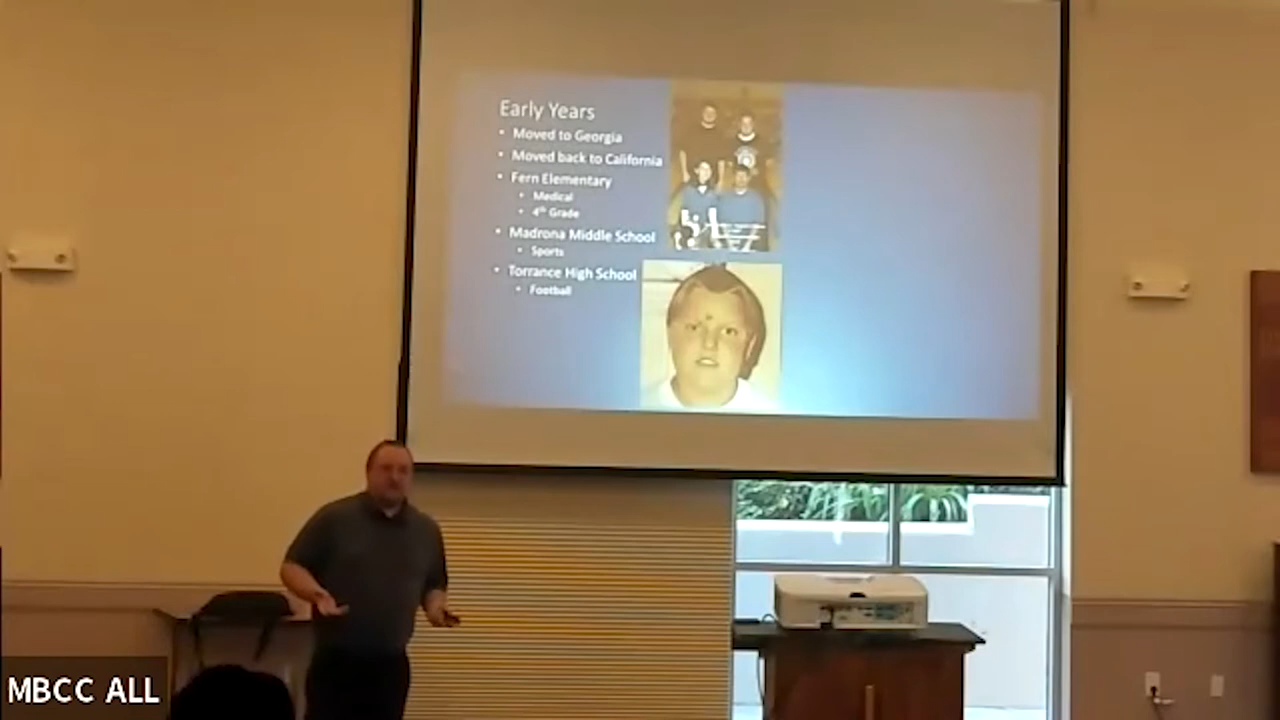 Early Years
• Moved to Georgia
• Moved back to California
• Fern Elementary
• Medical
• 4th Grade
• Madrona Middle School
• Sports
• Torrance High School
• Football
MBCC ALL